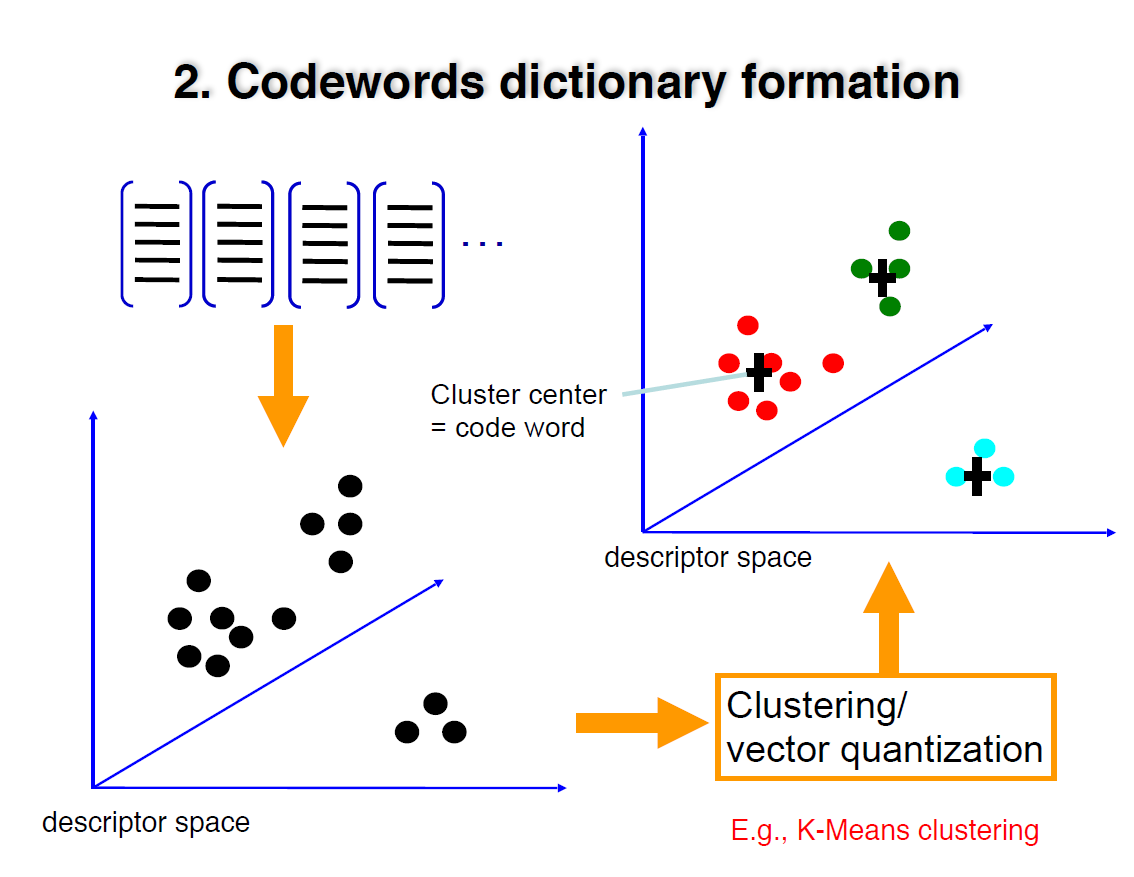 2. Codewords dictionary formation
. . .
Cluster center
= code word
descriptor space
Clustering/
vector quantization
descriptor space
E.g., K-Means clustering